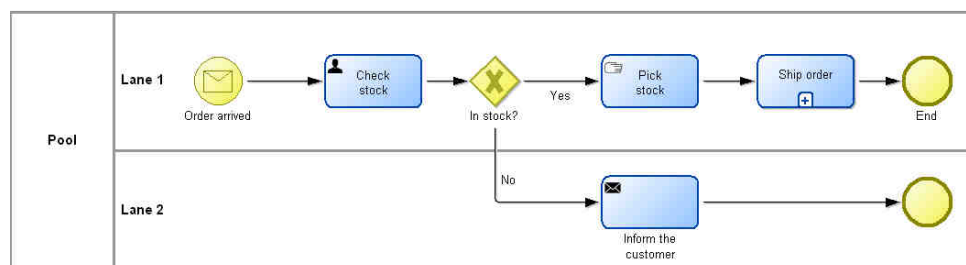 Pool
Lane 1
Order arrived
Check
stock
In stock?
Yes
Pick
stock
Ship order
End
Lane 2
No
Inform the
customer